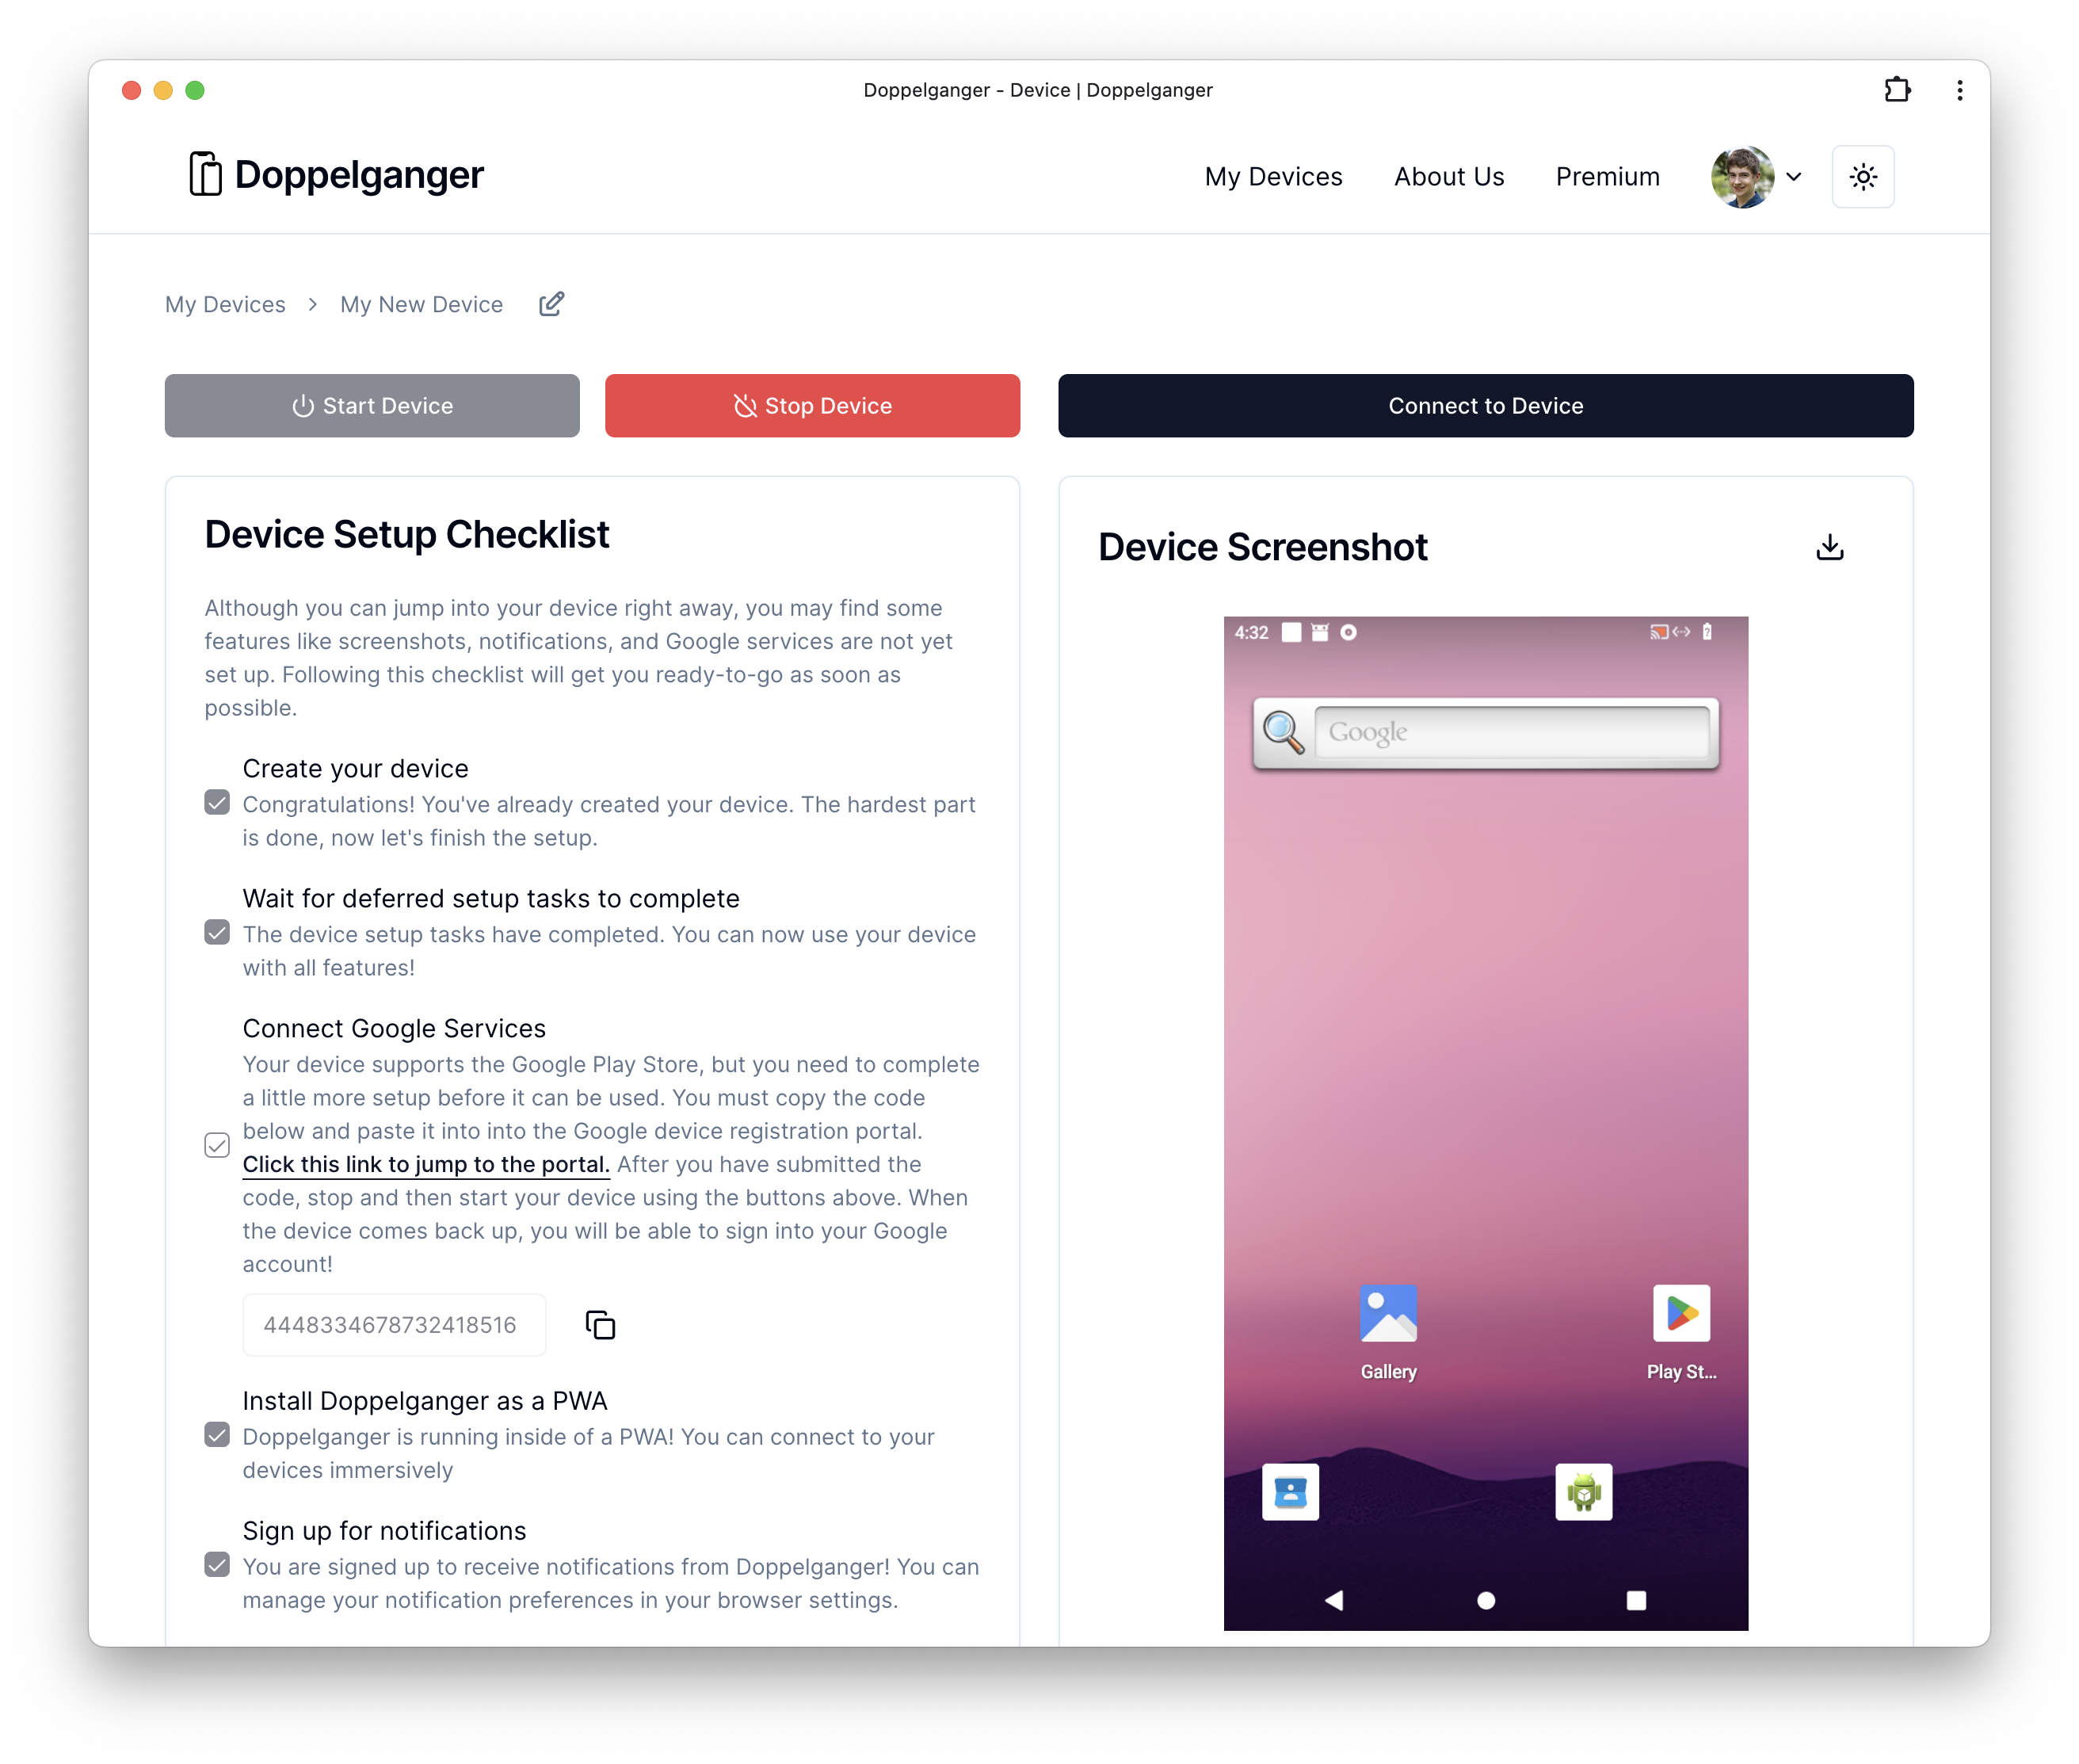 Doppelganger - Device | Doppelganger
Doppelganger
My Devices
About Us
Premium
My Devices > My New Device
Start Device
Stop Device
Connect to Device
Device Setup Checklist
Although you can jump into your device right away, you may find some
features like screenshots, notifications, and Google services are not yet
set up. Following this checklist will get you ready-to-go as soon as
possible.
Create your device
Congratulations! You've already created your device. The hardest part
is done, now let's finish the setup.
Wait for deferred setup tasks to complete
The device setup tasks have completed. You can now use your device
with all features!
Connect Google Services
Your device supports the Google Play Store, but you need to complete
a little more setup before it can be used. You must copy the code
below and paste it into into the Google device registration portal.
Click this link to jump to the portal. After you have submitted the
code, stop and then start your device using the buttons above. When
the device comes back up, you will be able to sign into your Google
account!
4448334678732418516
Install Doppelganger as a PWA
Doppelganger is running inside of a PWA! You can connect to your
devices immersively
Sign up for notifications
You are signed up to receive notifications from Doppelganger! You can
manage your notification preferences in your browser settings.
Device Screenshot
4:32
Google
Gallery
Play St...